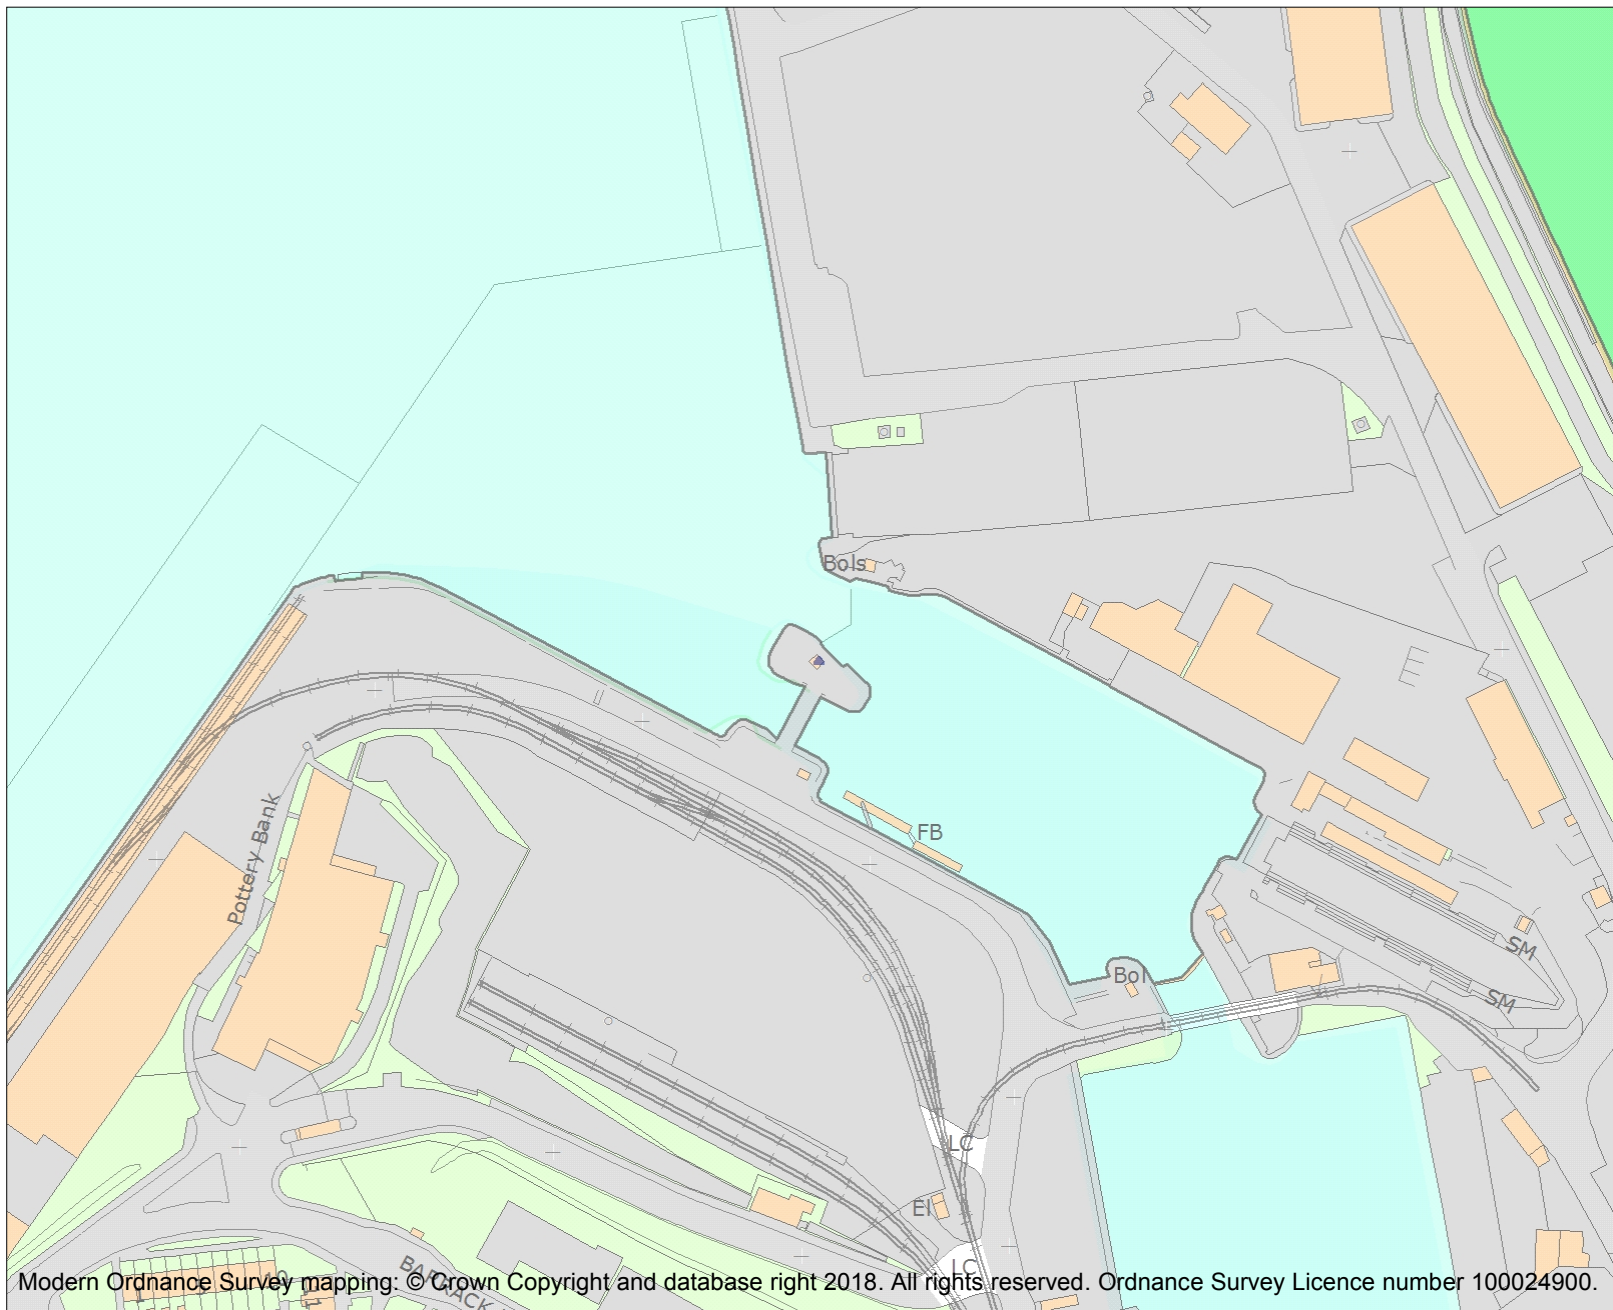 Bols
Pottery Bank
FB
SM
Bol
SM
LC
El
LC
BARRACK
Modern Ordnance Survey mapping: © Crown Copyright and database right 2018. All rights reserved. Ordnance Survey Licence number 100024900.